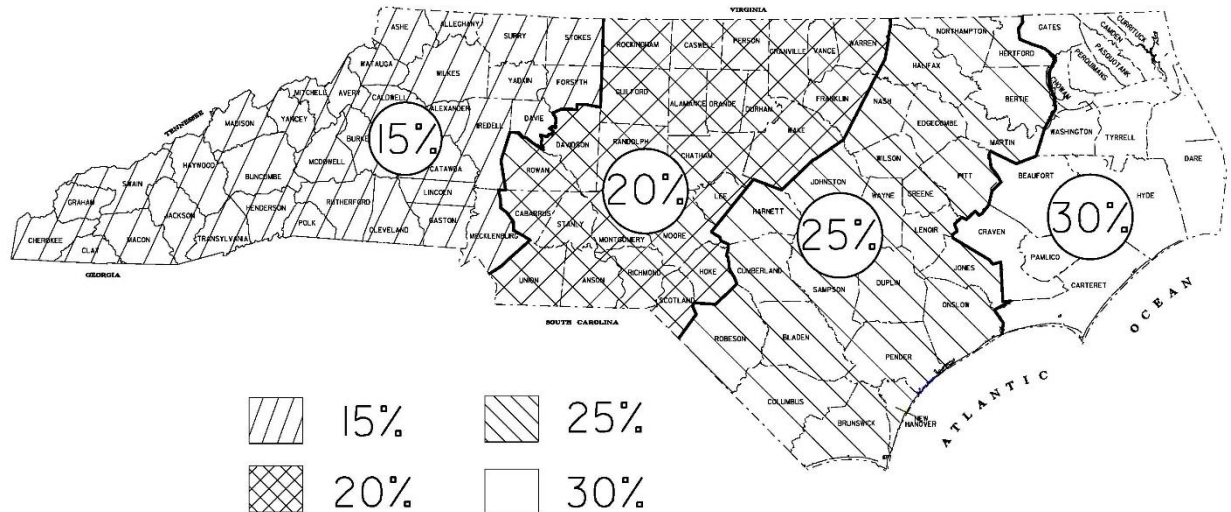 VIRGINIA
ASHE
ALLEGHANY
SURRY
STOKES
ROCKINGHAM
CASWELL
PERSON
GRANVILLE
VANCE
WARREN
NORTHAMPTON
GATES
CURRITUCK
CAMDEN
PASQUOTANK
PERQUIMANS
CHOWAN
HERTFORD
HALIFAX
BERTIE
WATAUGA
WILKES
YADKIN
FORSYTH
GUILFORD
ALAMANCE
ORANGE
DURHAM
FRANKLIN
NASH
EDGECOMBE
MARTIN
WASHINGTON
TYRRELL
DARE
TENNESSEE
MITCHELL
AVERY
CALDWELL
ALEXANDER
DAVIE
IREDELL
MADISON
YANCEY
BURKE
15%
CATAWBA
DAVIDSON
RANDOLPH
CHATHAM
WAKE
WILSON
PITT
BEAUFORT
HYDE
HAYWOOD
BUNCOMBE
MCDOWELL
ROWAN
20%
LEE
JOHNSTON
WAYNE
GREENE
30%
SWAIN
GRAHAM
JACKSON
HENDERSON
RUTHERFORD
LINCOLN
CABARRUS
STANLY
MONTGOMERY
MOORE
HARNETT
25%
LENOIR
CRAVEN
PAMLICO
CHEROKEE
CLAY
MACON
TRANSYLVANIA
POLK
CLEVELAND
GASTON
MECKLENBURG
UNION
ANSON
RICHMOND
HOKE
SCOTLAND
CUMBERLAND
SAMPSON
DUPLIN
JONES
ONSLOW
CARTERET
GEORGIA
SOUTH CAROLINA
ROBESON
BLADEN
PENDER
COLUMBUS
BRUNSWICK
NEW
HANOVER
ATLANTIC OCEAN
15%
25%
20%
30%